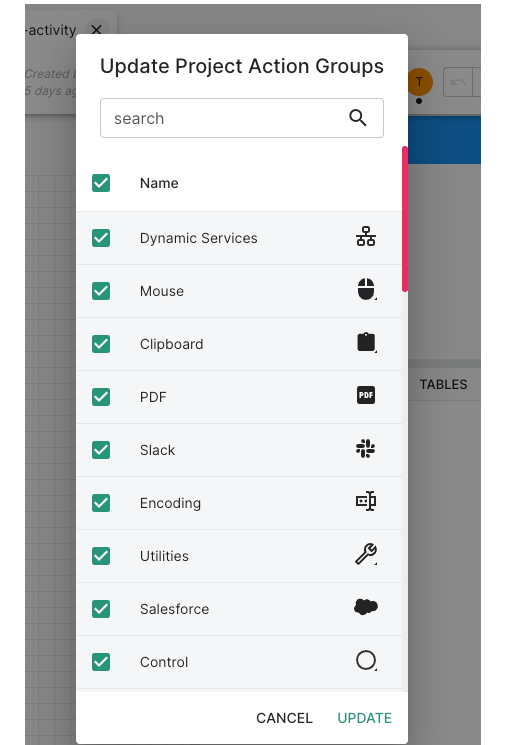 -activity
Update Project Action Groups
Created
5 days ag
T
search
Name
Dynamic Services
Mouse
Clipboard
PDF
PDF
Slack
Encoding
Utilities
Salesforce
Control
TABLES
CANCEL
UPDATE